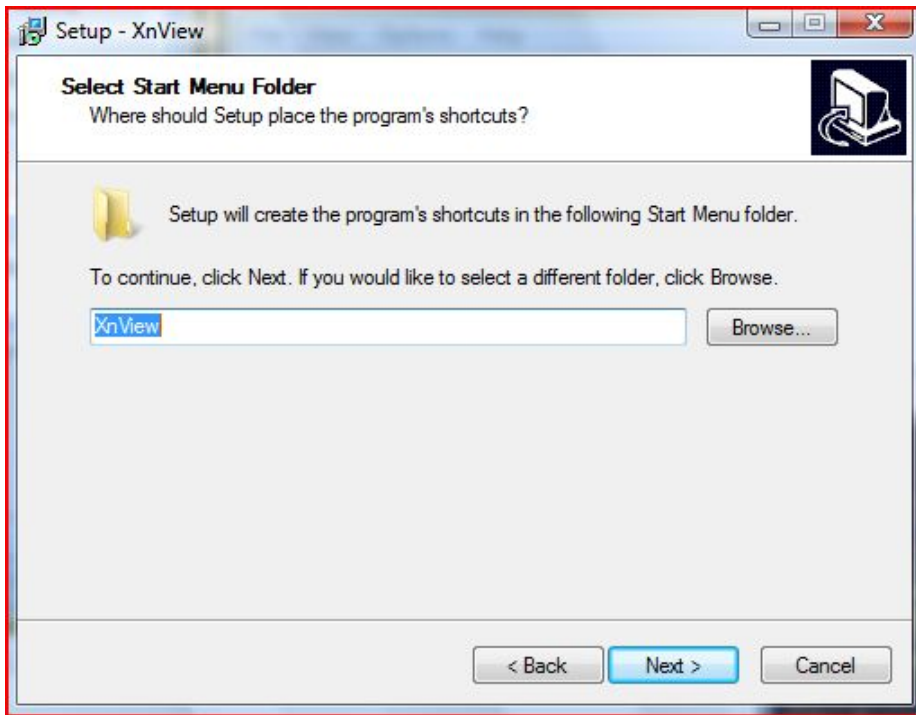 Setup - XnView
Select Start Menu Folder
Where should Setup place the program's shortcuts?
Setup will create the program's shortcuts in the following Start Menu folder.
To continue, click Next. If you would like to select a different folder, click Browse.
XnView
Browse...
< Back
Next >
Cancel